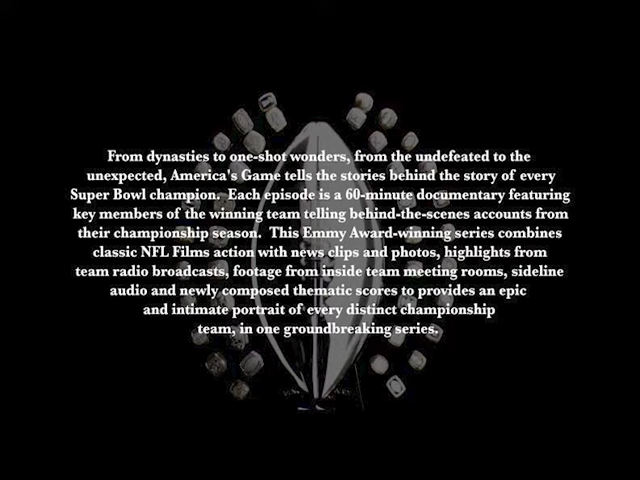 From dynasties to one-shot wonders, from the undefeated to the
unexpected, America's Game tells the stories behind the story of every
Super Bowl champion.  Each episode is a 60-minute documentary featuring
key members of the winning team telling behind-the-scenes accounts from
their championship season.  This Emmy Award-winning series combines
classic NFL Films action with news clips and photos, highlights from
team radio broadcasts, footage from inside team meeting rooms, sideline
audio and newly composed thematic scores to provides an epic
and intimate portrait of every distinct championship
team, in one groundbreaking series.